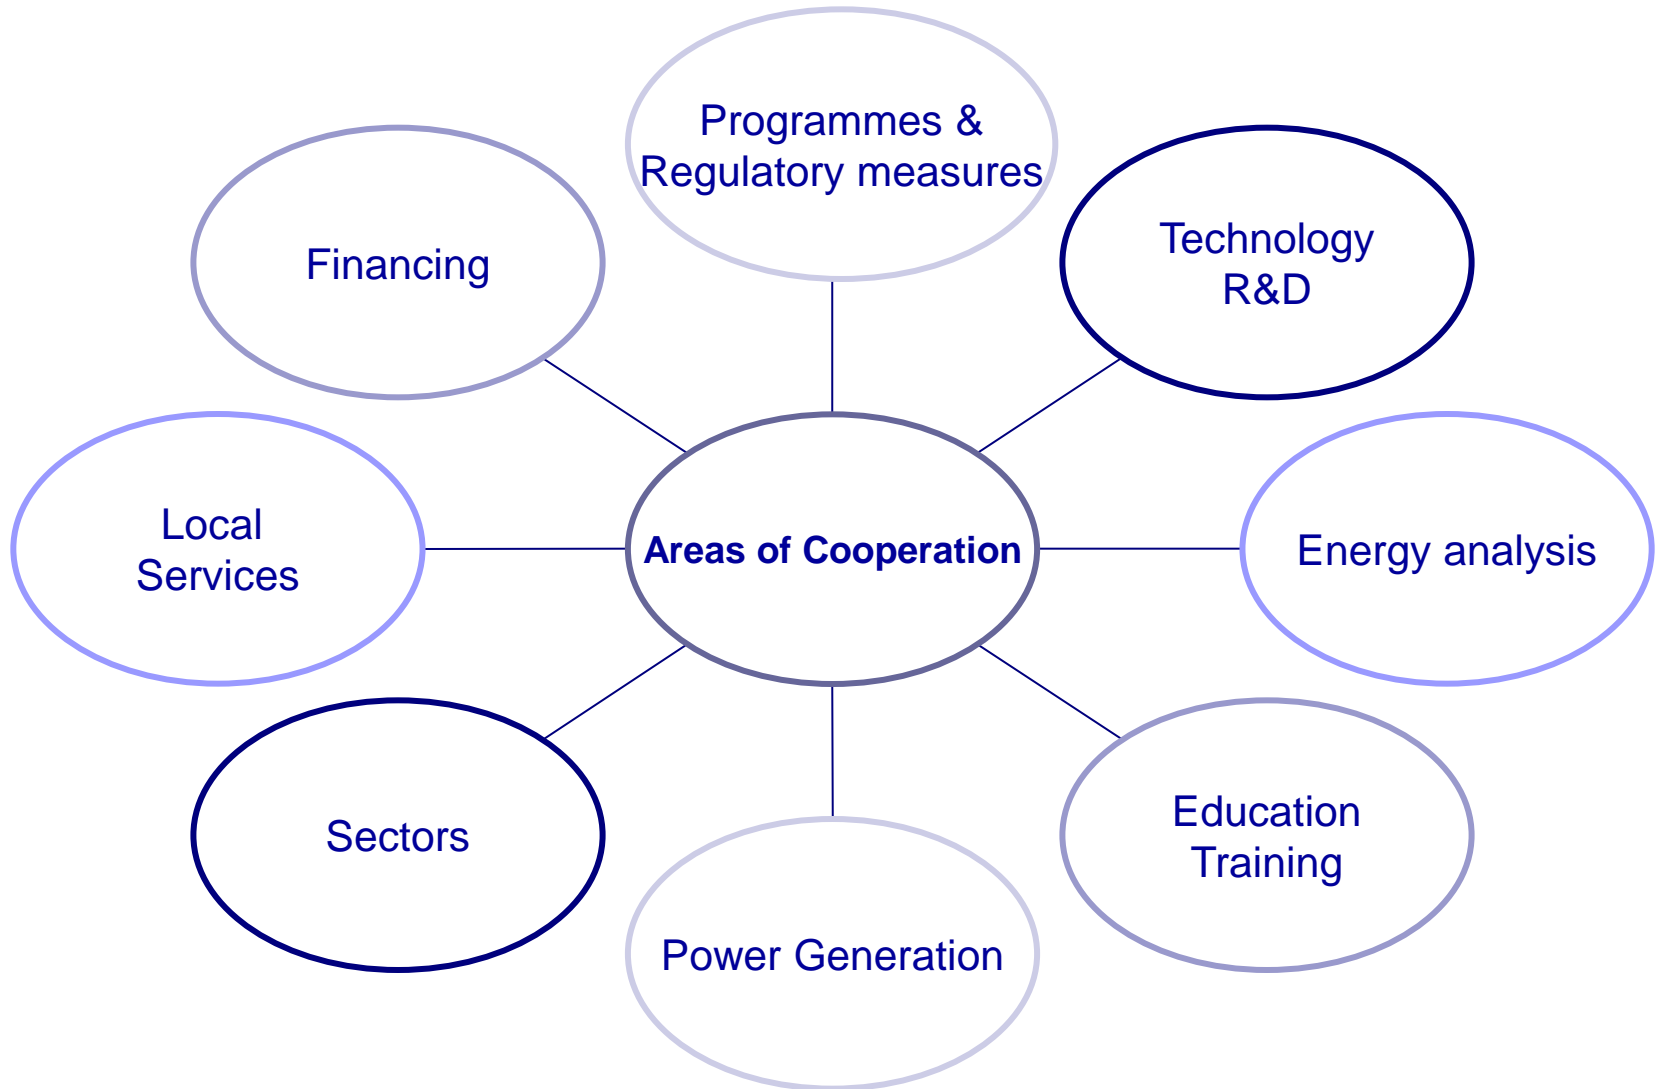 Programmes &
Regulatory measures
Financing
Technology
R&D
Local
Services
Areas of Cooperation
Energy analysis
Sectors
Education
Training
Power Generation